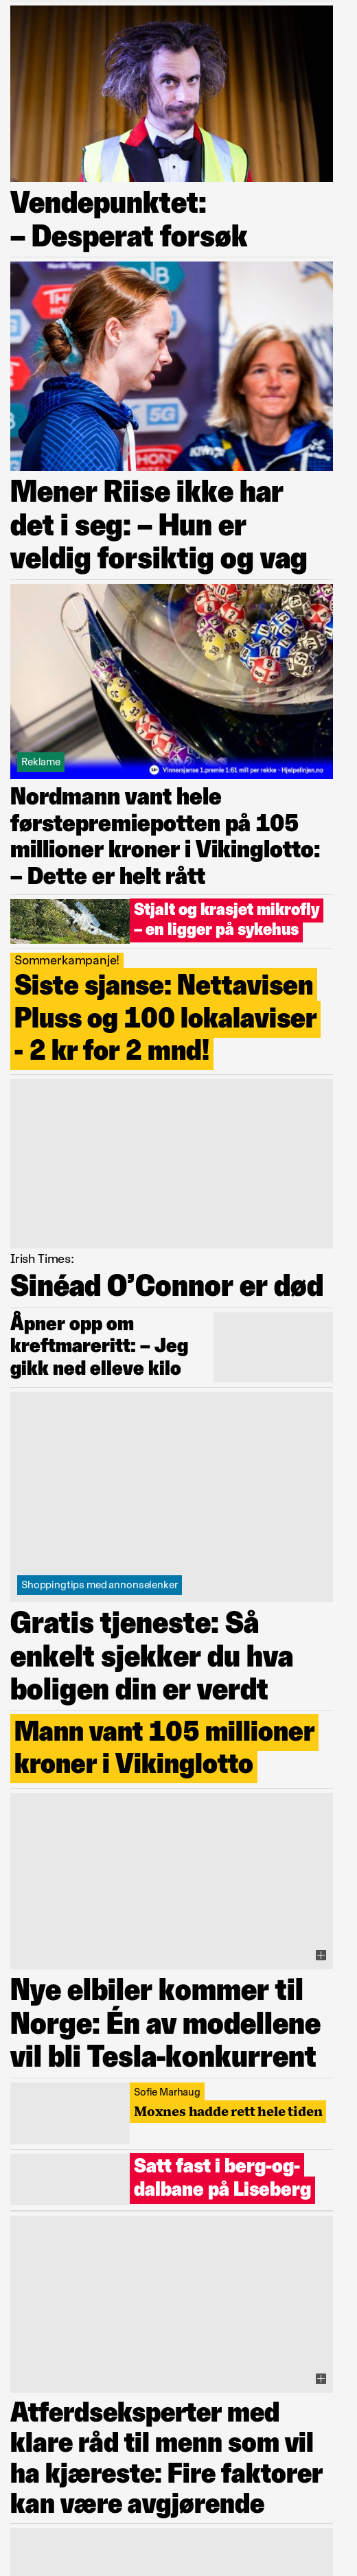 Vendepunktet:
– Desperat forsøk
5G
Mener Riise ikke har
det i seg: – Hun er
veldig forsiktig og vag
Reklame
Vinnersjanse 1.premie 1:61 mill per rekke - Hjelpelinjen.no
Nordmann vant hele
førstepremiepotten på 105
millioner kroner i Vikinglotto:
– Dette er helt rått
Stjalt og krasjet mikrofly
– en ligger på sykehus
Sommerkampanje!
Siste sjanse: Nettavisen
Pluss og 100 lokalaviser
- 2 kr for 2 mnd!
Irish Times:
Sinéad O’Connor er død
Åpner opp om
kreftmareritt: – Jeg
gikk ned elleve kilo
Shoppingtips med annonselenker
Gratis tjeneste: Så
enkelt sjekker du hva
boligen din er verdt
Mann vant 105 millioner
kroner i Vikinglotto
Nye elbiler kommer til
Norge: Én av modellene
vil bli Tesla-konkurrent
Sofie Marhaug
Moxnes hadde rett hele tiden
Satt fast i berg-og-
dalbane på Liseberg
Atferdseksperter med
klare råd til menn som vil
ha kjæreste: Fire faktorer
kan være avgjørende